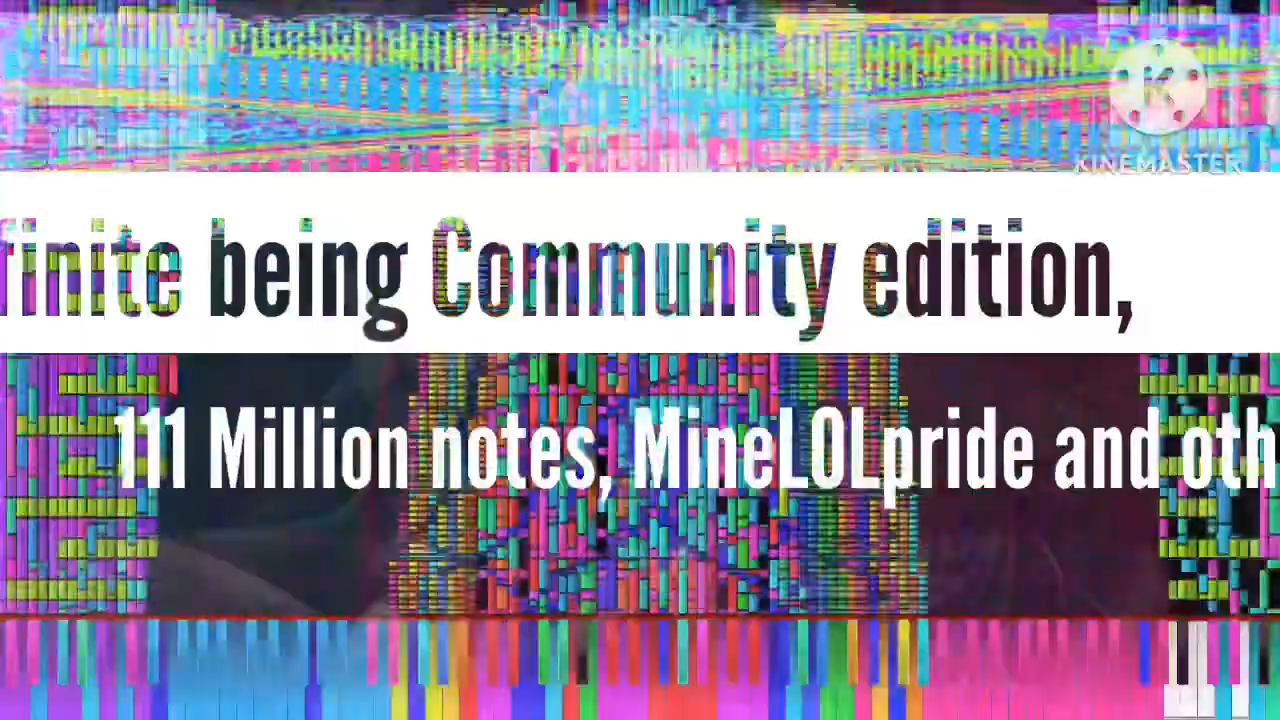 KINEMASTER
finite being Community edition,
111 Million notes, MineLOLpride and oth